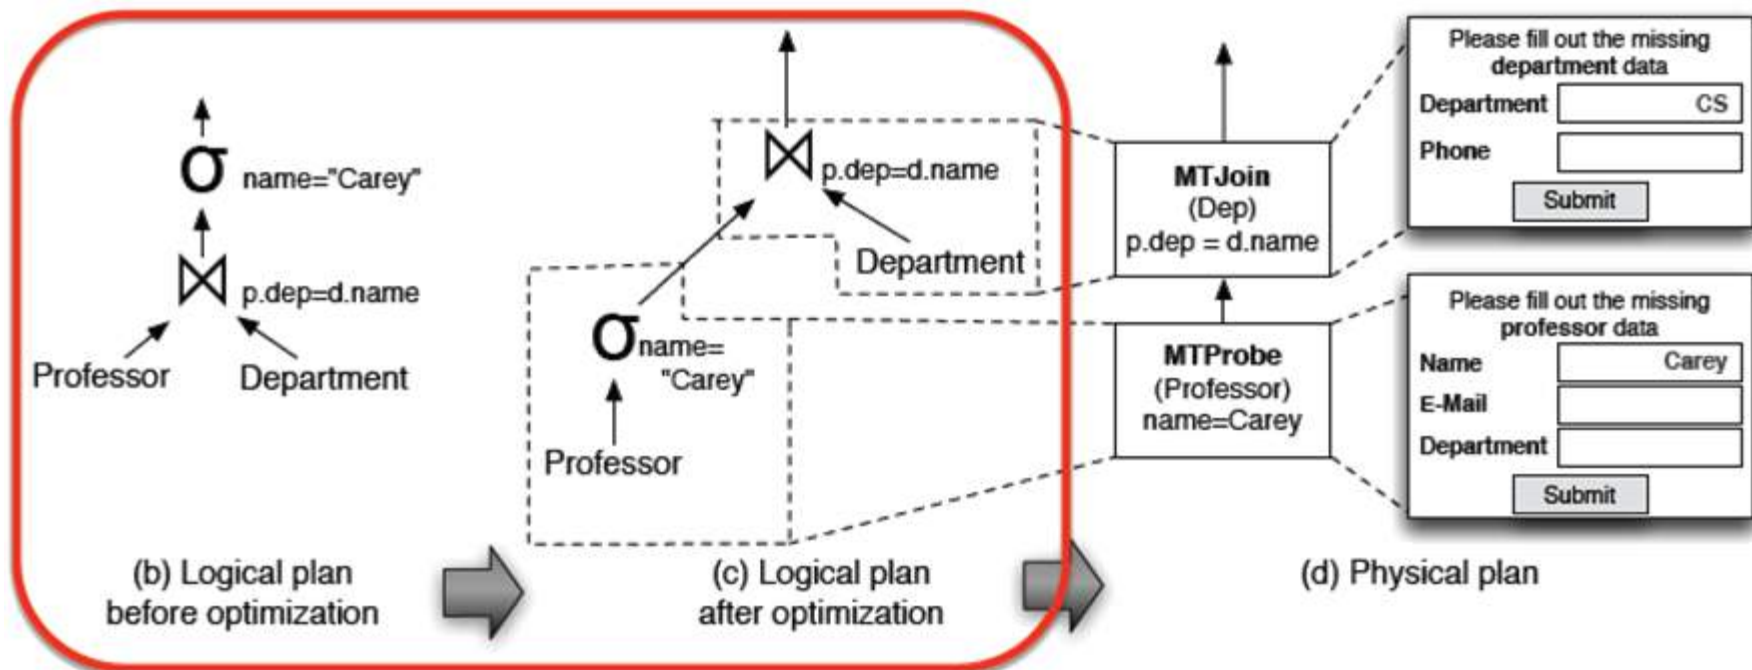 σ name="Carey"
⋈ p.dep=d.name
Professor
Department
(b) Logical plan
before optimization
⋈ p.dep=d.name
Department
σ name=
"Carey"
Professor
(c) Logical plan
after optimization
MTJoin
(Dep)
p.dep = d.name
MTProbe
(Professor)
name=Carey
Please fill out the missing
department data
Department CS
Phone
Submit
Please fill out the missing
professor data
Name Carey
E-Mail
Department
Submit
(d) Physical plan